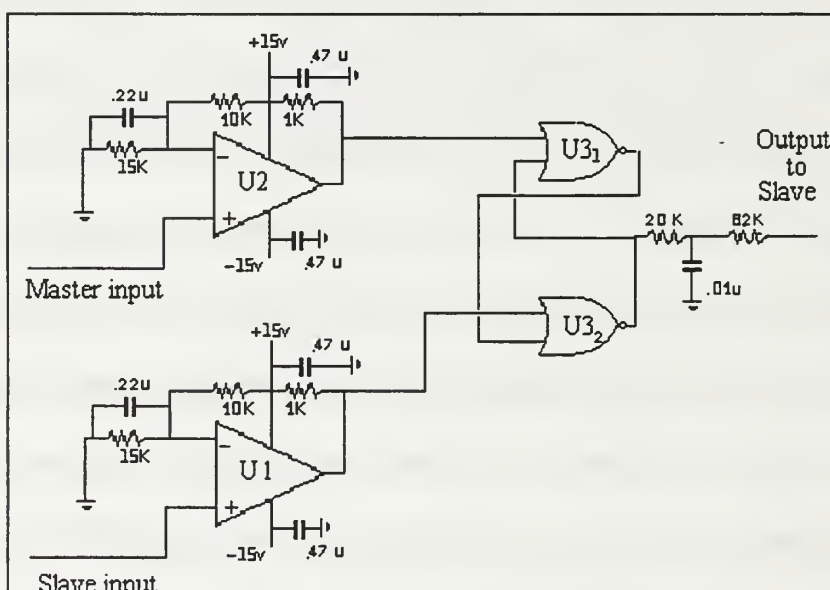 +15v
.47 u
.22u
10K
1K
15K
−
U2
+
−15v
.47 u
Master input
U3₁
Output
to
Slave
20 K
82K
.01u
U3₂
+15v
.47 u
.22u
10K
1K
15K
−
U1
+
−15v
.47 u
Slave input